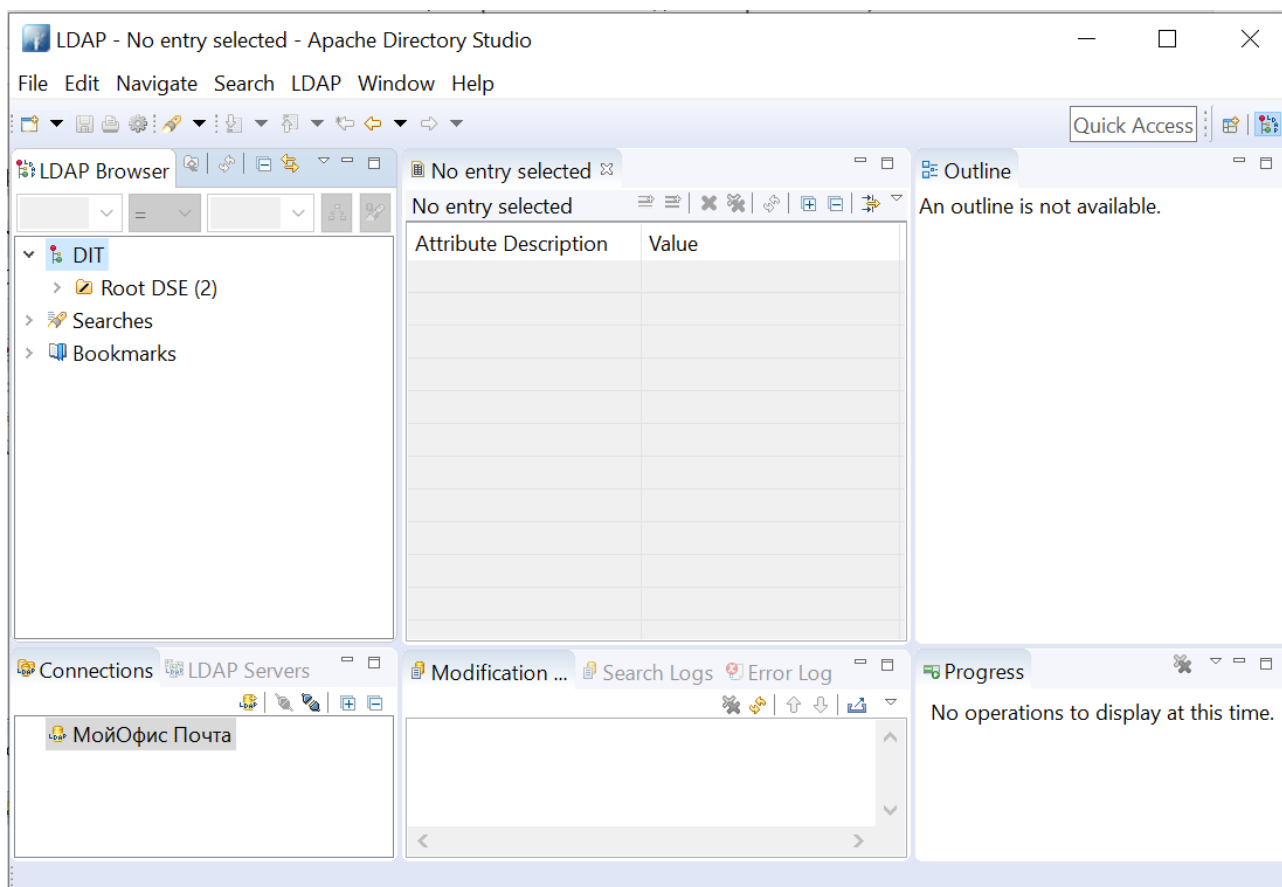 LDAP - No entry selected - Apache Directory Studio
File Edit Navigate Search LDAP Window Help
Quick Access
LDAP Browser
=
DIT
Root DSE (2)
Searches
Bookmarks
No entry selected
No entry selected
Attribute Description Value
Outline
An outline is not available.
Connections LDAP Servers
МойОфис Почта
Modification ... Search Logs Error Log
Progress
No operations to display at this time.